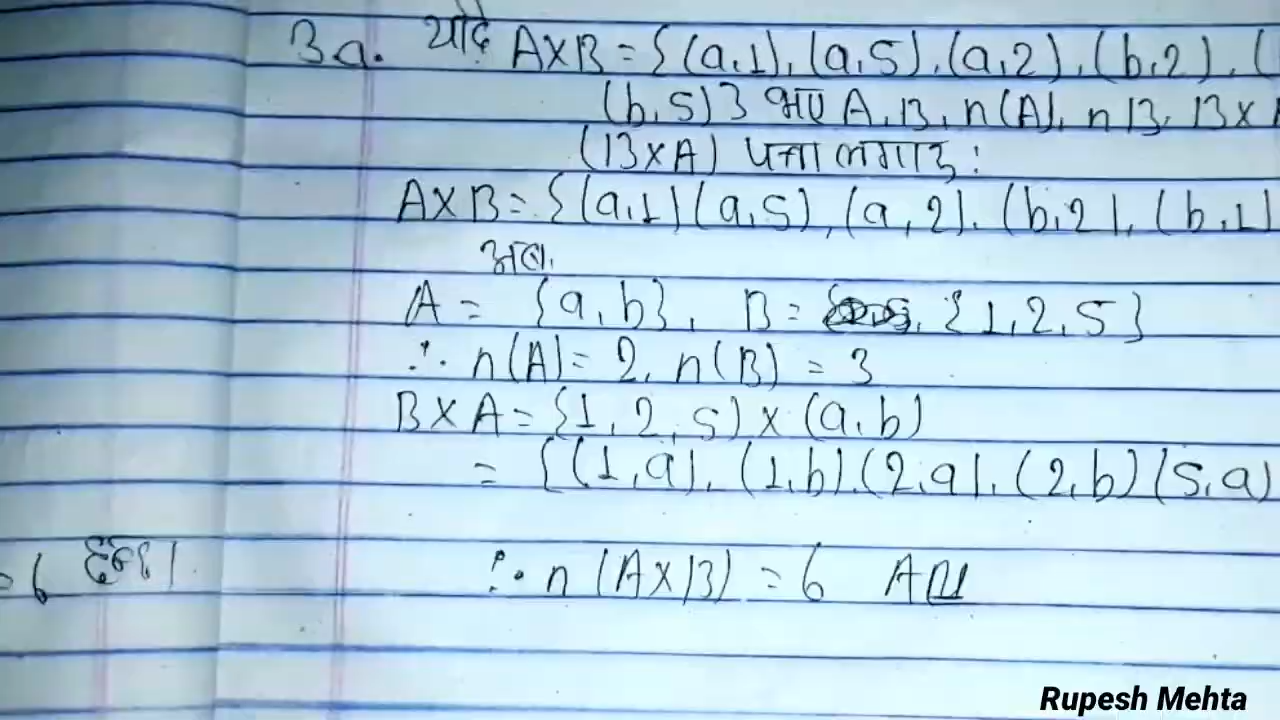 3a. यदि A×B = {(a,1), (a,5), (a,2), (b,2), (
(b,5)} भए A, B, n(A), n B, B×A
(B×A) पत्ता लगाउ :
A×B = {(a,1) (a,5), (a,2), (b,2), (b,1)
अब,
A = {a,b}, B = {1,2,5}
∴ n(A) = 2, n(B) = 3
B×A = {1,2,5) × (a,b)
= {(1,a), (1,b), (2,a), (2,b) (5,a)
= 6 हुन्छ।
∴ n (A×B) = 6 Ans
Rupesh Mehta